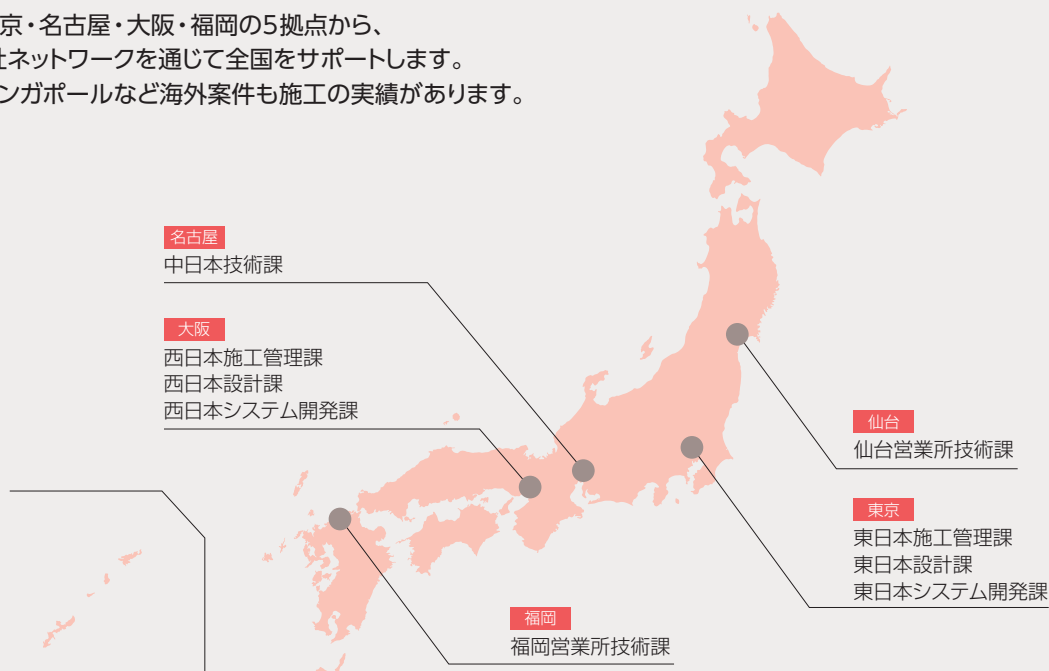 京・名古屋・大阪・福岡の5拠点から、
ネットワークを通じて全国をサポートします。
ンガポールなど海外案件も施工の実績があります。
名古屋
中日本技術課
大阪
西日本施工管理課
西日本設計課
西日本システム開発課
仙台
仙台営業所技術課
東京
東日本施工管理課
東日本設計課
東日本システム開発課
福岡
福岡営業所技術課